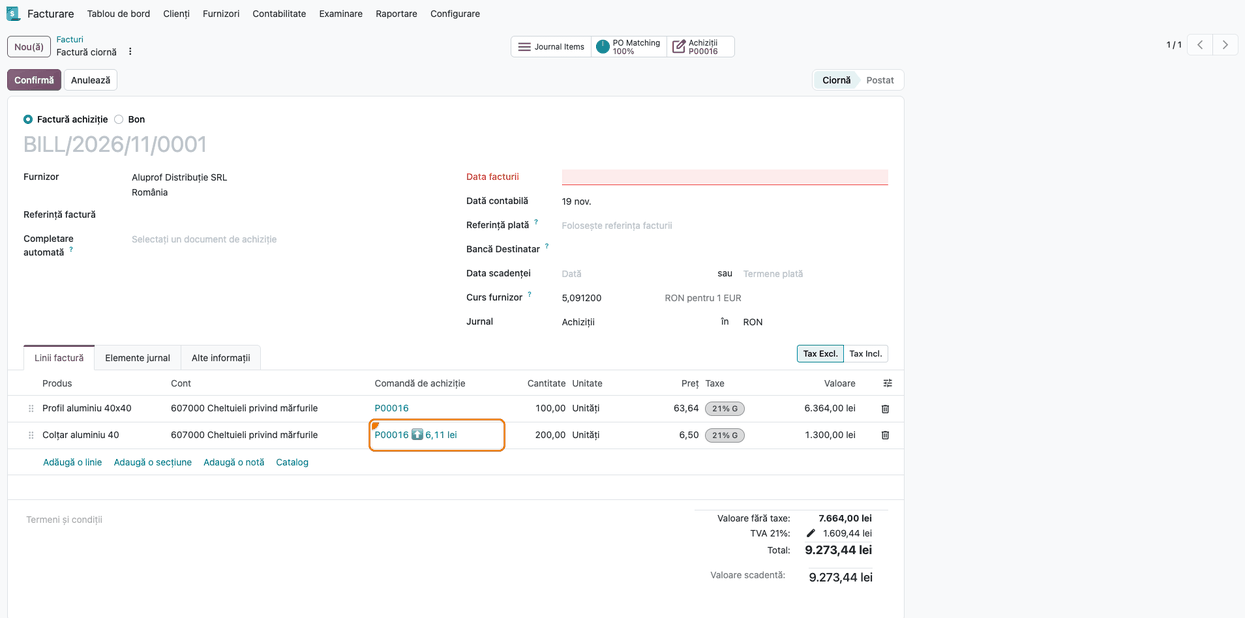 Facturare Tablou de bord Clienți Furnizori Contabilitate Examinare Raportare Configurare
Nou(ă) Facturi
Factură ciornă
Journal Items PO Matching 100% Achiziții P00016
1 / 1
Confirmă Anulează Ciornă Postat
Factură achiziție Bon
BILL/2026/11/0001
Furnizor Aluprof Distribuție SRL
România
Referință factură
Completare automată ? Selectați un document de achiziție
Data facturii
Dată contabilă 19 nov.
Referință plată ? Folosește referința facturii
Bancă Destinatar ?
Data scadenței Dată sau Termene plată
Curs furnizor ? 5,091200 RON pentru 1 EUR
Jurnal Achiziții în RON
Linii factură Elemente jurnal Alte informații Tax Excl. Tax Incl.
Produs Cont Comandă de achiziție Cantitate Unitate Preț Taxe Valoare
Profil aluminiu 40x40 607000 Cheltuieli privind mărfurile P00016 100,00 Unități 63,64 21% G 6.364,00 lei
Colțar aluminiu 40 607000 Cheltuieli privind mărfurile P00016 6,11 lei 200,00 Unități 6,50 21% G 1.300,00 lei
Adăugă o linie Adaugă o secțiune Adaugă o notă Catalog
Termeni și condiții
Valoare fără taxe: 7.664,00 lei
TVA 21%: 1.609,44 lei
Total: 9.273,44 lei
Valoare scadentă: 9.273,44 lei